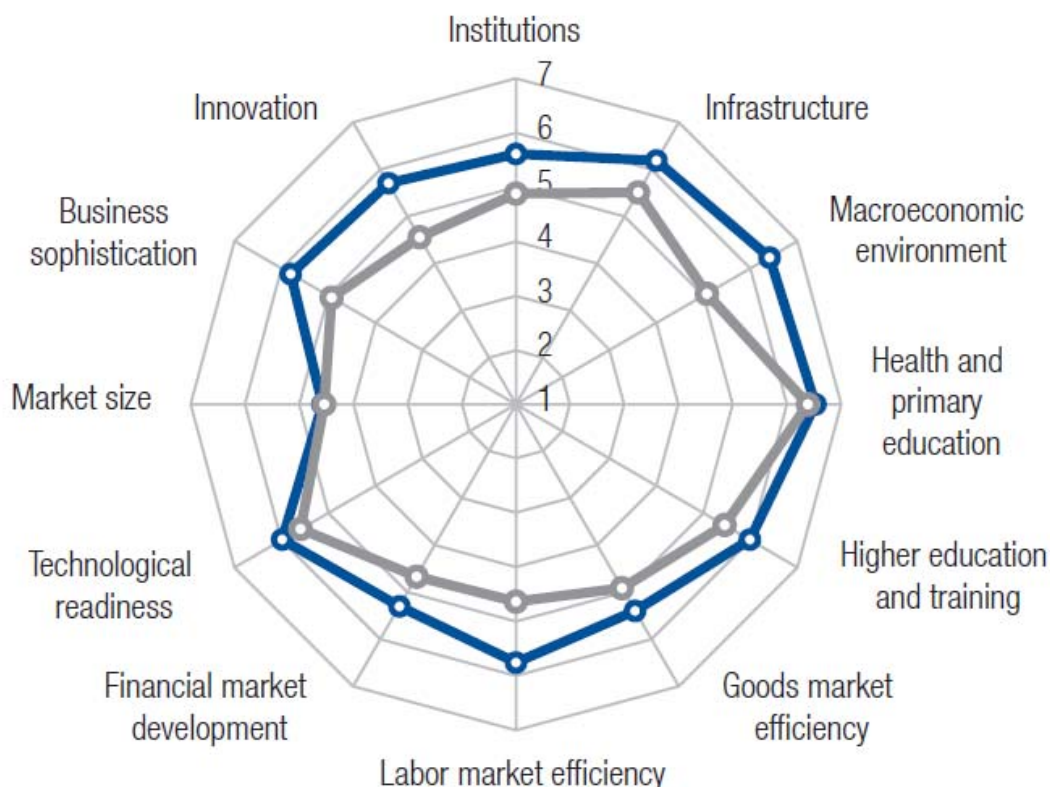 Institutions
7
6
5
4
3
2
1
Infrastructure
Macroeconomic
environment
Health and
primary
education
Higher education
and training
Goods market
efficiency
Labor market efficiency
Financial market
development
Technological
readiness
Market size
Business
sophistication
Innovation